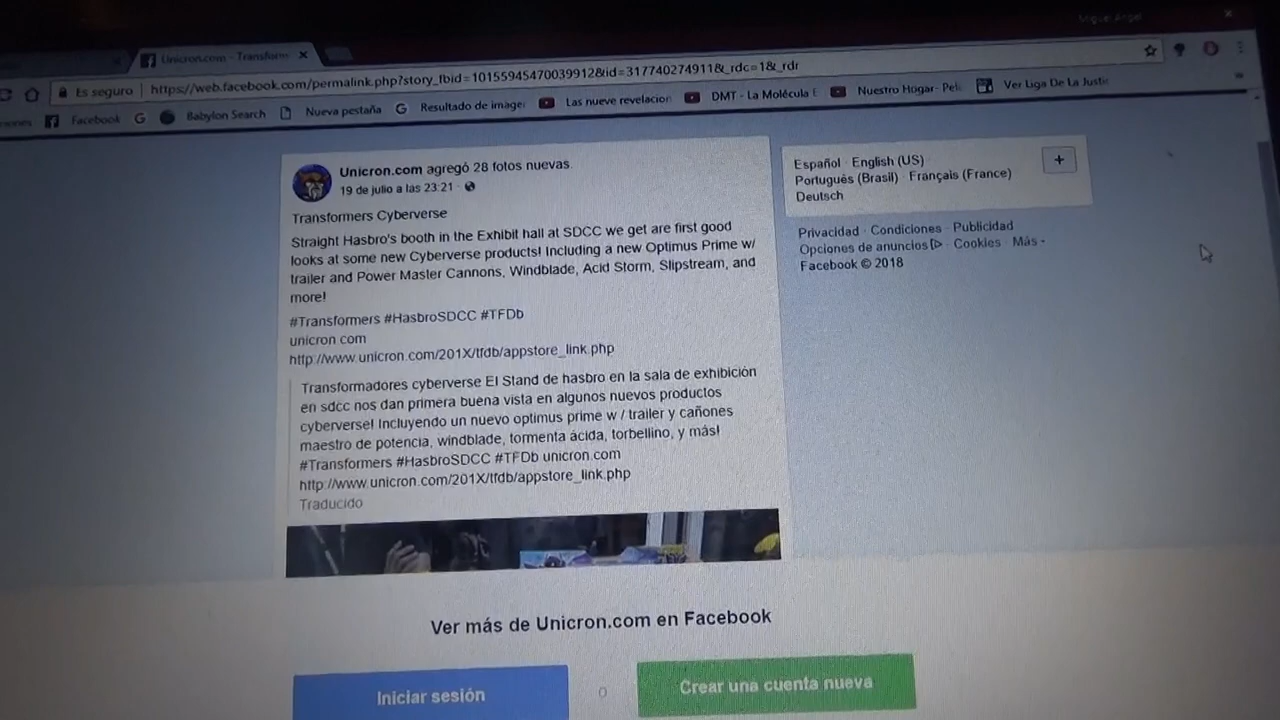 Miguel Angel
Unicron.com - Transform
Es seguro https://web.facebook.com/permalink.php?story_fbid=10155945470039912&id=317740274911&_rdc=1&_rdr
Facebook Babylon Search Nueva pestaña Resultado de imager Las nueve revelacion DMT - La Molécula E Nuestro Hogar- Peli Ver Liga De La Justic
Unicron.com agregó 28 fotos nuevas.
19 de julio a las 23:21 ·
Transformers Cyberverse
Straight Hasbro's booth in the Exhibit hall at SDCC we get are first good
looks at some new Cyberverse products! Including a new Optimus Prime w/
trailer and Power Master Cannons, Windblade, Acid Storm, Slipstream, and
more!
#Transformers #HasbroSDCC #TFDb
unicron.com
http://www.unicron.com/201X/tfdb/appstore_link.php
Transformadores cyberverse El Stand de hasbro en la sala de exhibición
en sdcc nos dan primera buena vista en algunos nuevos productos
cyberverse! Incluyendo un nuevo optimus prime w / trailer y cañones
maestro de potencia, windblade, tormenta ácida, torbellino, y más!
#Transformers #HasbroSDCC #TFDb unicron.com
http://www.unicron.com/201X/tfdb/appstore_link.php
Traducido
Español · English (US)
Português (Brasil) · Français (France)
Deutsch
+
Privacidad · Condiciones · Publicidad
Opciones de anuncios · Cookies · Más
Facebook © 2018
Ver más de Unicron.com en Facebook
Iniciar sesión
o
Crear una cuenta nueva